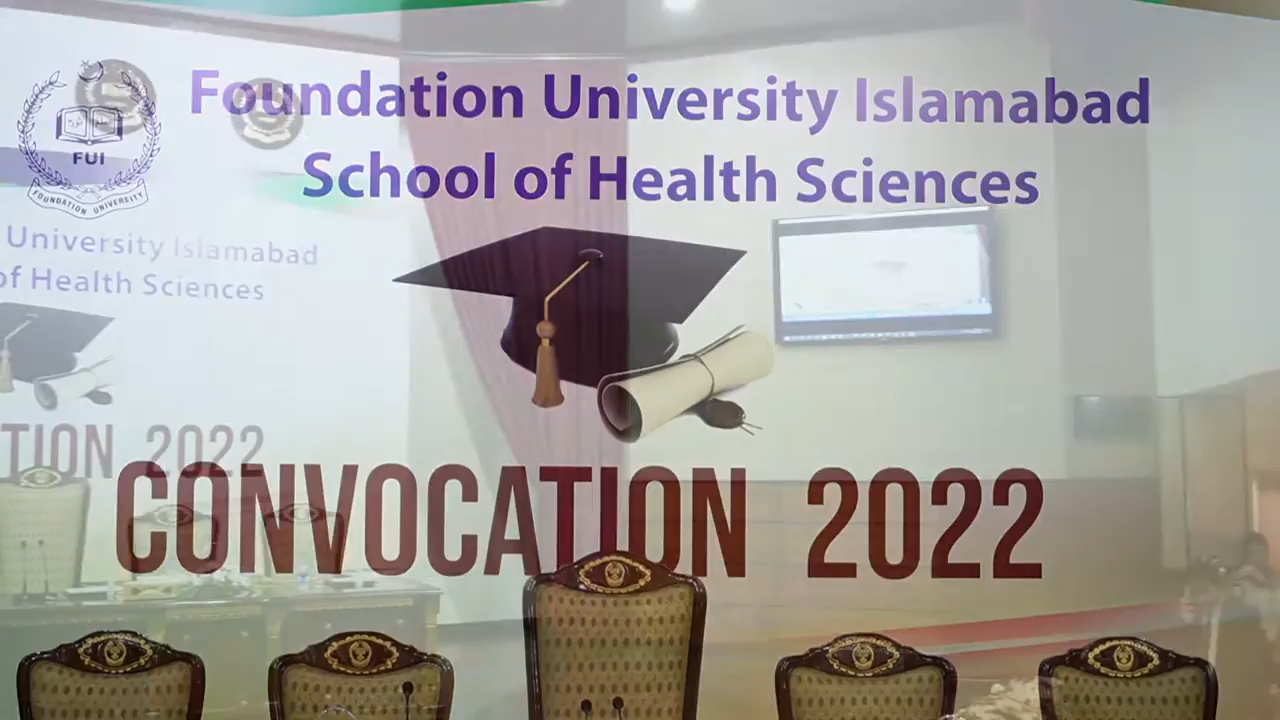 Foundation University Islamabad
School of Health Sciences
FUI
FOUNDATION UNIVERSITY
University Islamabad
of Health Sciences
TION 2022
CONVOCATION 2022